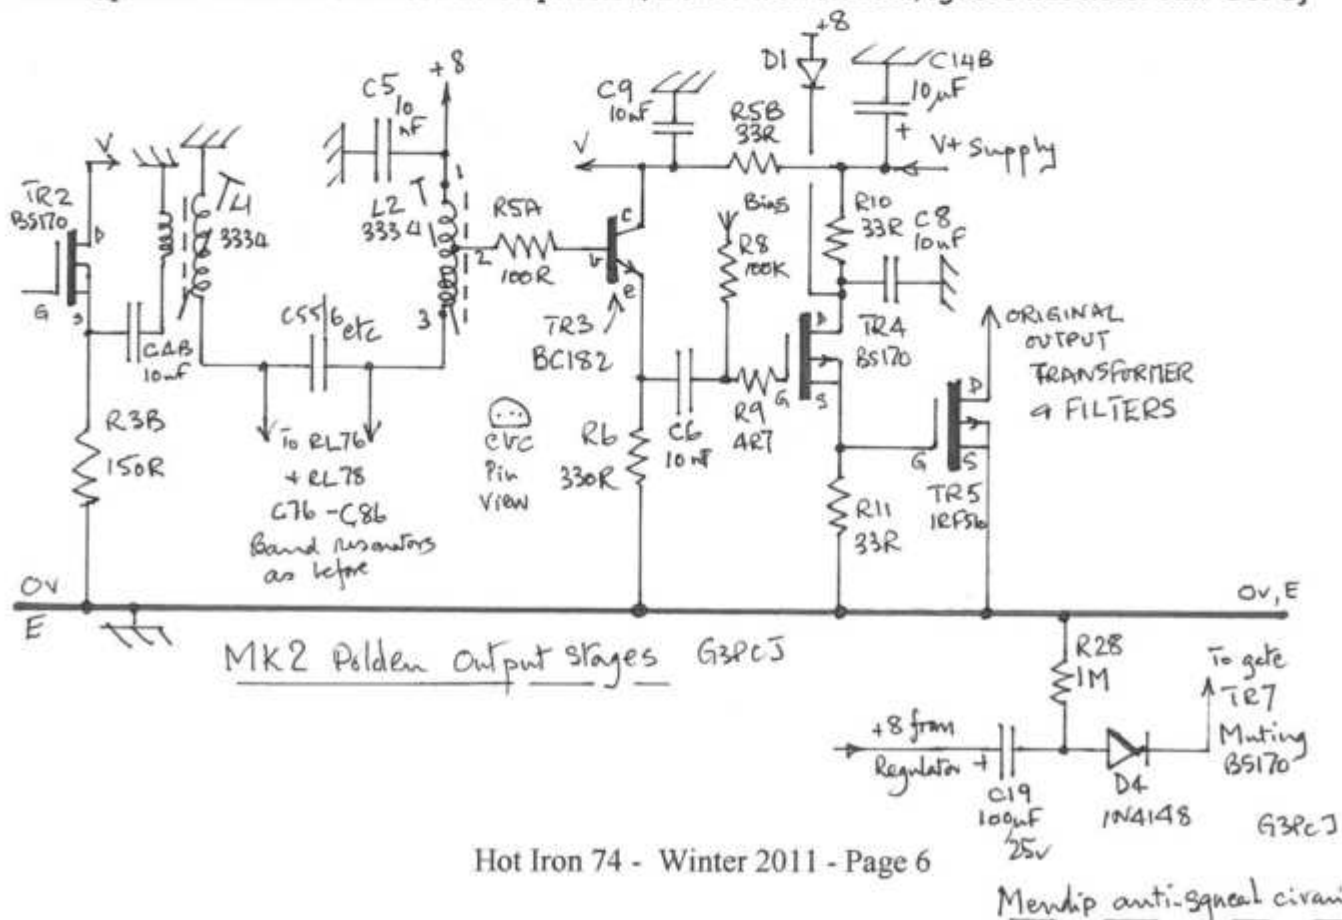 +8
D1
C14B
10µF
+
C5
10
nF
+8
C9
10nF
R5B
33R
V
V
V+ Supply
TR2
BS170
D
G
S
L1
3334
L2
3334
1
2
3
R5A
100R
c
b
e
Bias
R8
100K
R10
33R
C8
10nF
C4B
10nF
C55/6
etc
TR3
BC182
D
TR4
BS170
G
S
ORIGINAL
OUTPUT
TRANSFORMER
& FILTERS
R3B
150R
To RL76
+ RL78
C76 - C86
Band resonators
as before
Pin
View
R6
330R
C6
10nF
R9
4R7
D
G
S
TR5
IRF510
R11
33R
0v
E
0v, E
MK2 Polden Output Stages G3PCJ
R28
1M
To gate
TR7
Muting
BS170
+8 from
Regulator
+
C19
100µF
25v
D4
1N4148
G3PCJ
Hot Iron 74 - Winter 2011 - Page 6
Mendip anti-squeal